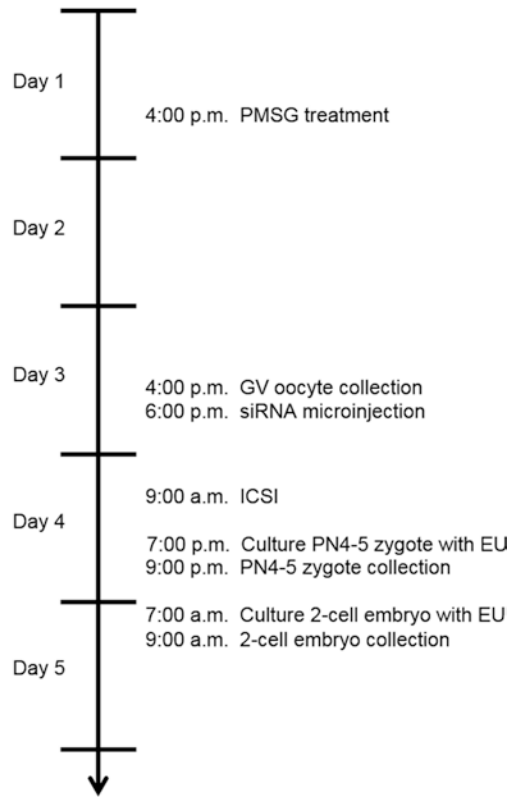 Day 1
4:00 p.m. PMSG treatment
Day 2
Day 3
4:00 p.m. GV oocyte collection
6:00 p.m. siRNA microinjection
9:00 a.m. ICSI
Day 4
7:00 p.m. Culture PN4-5 zygote with EU
9:00 p.m. PN4-5 zygote collection
7:00 a.m. Culture 2-cell embryo with EU
9:00 a.m. 2-cell embryo collection
Day 5